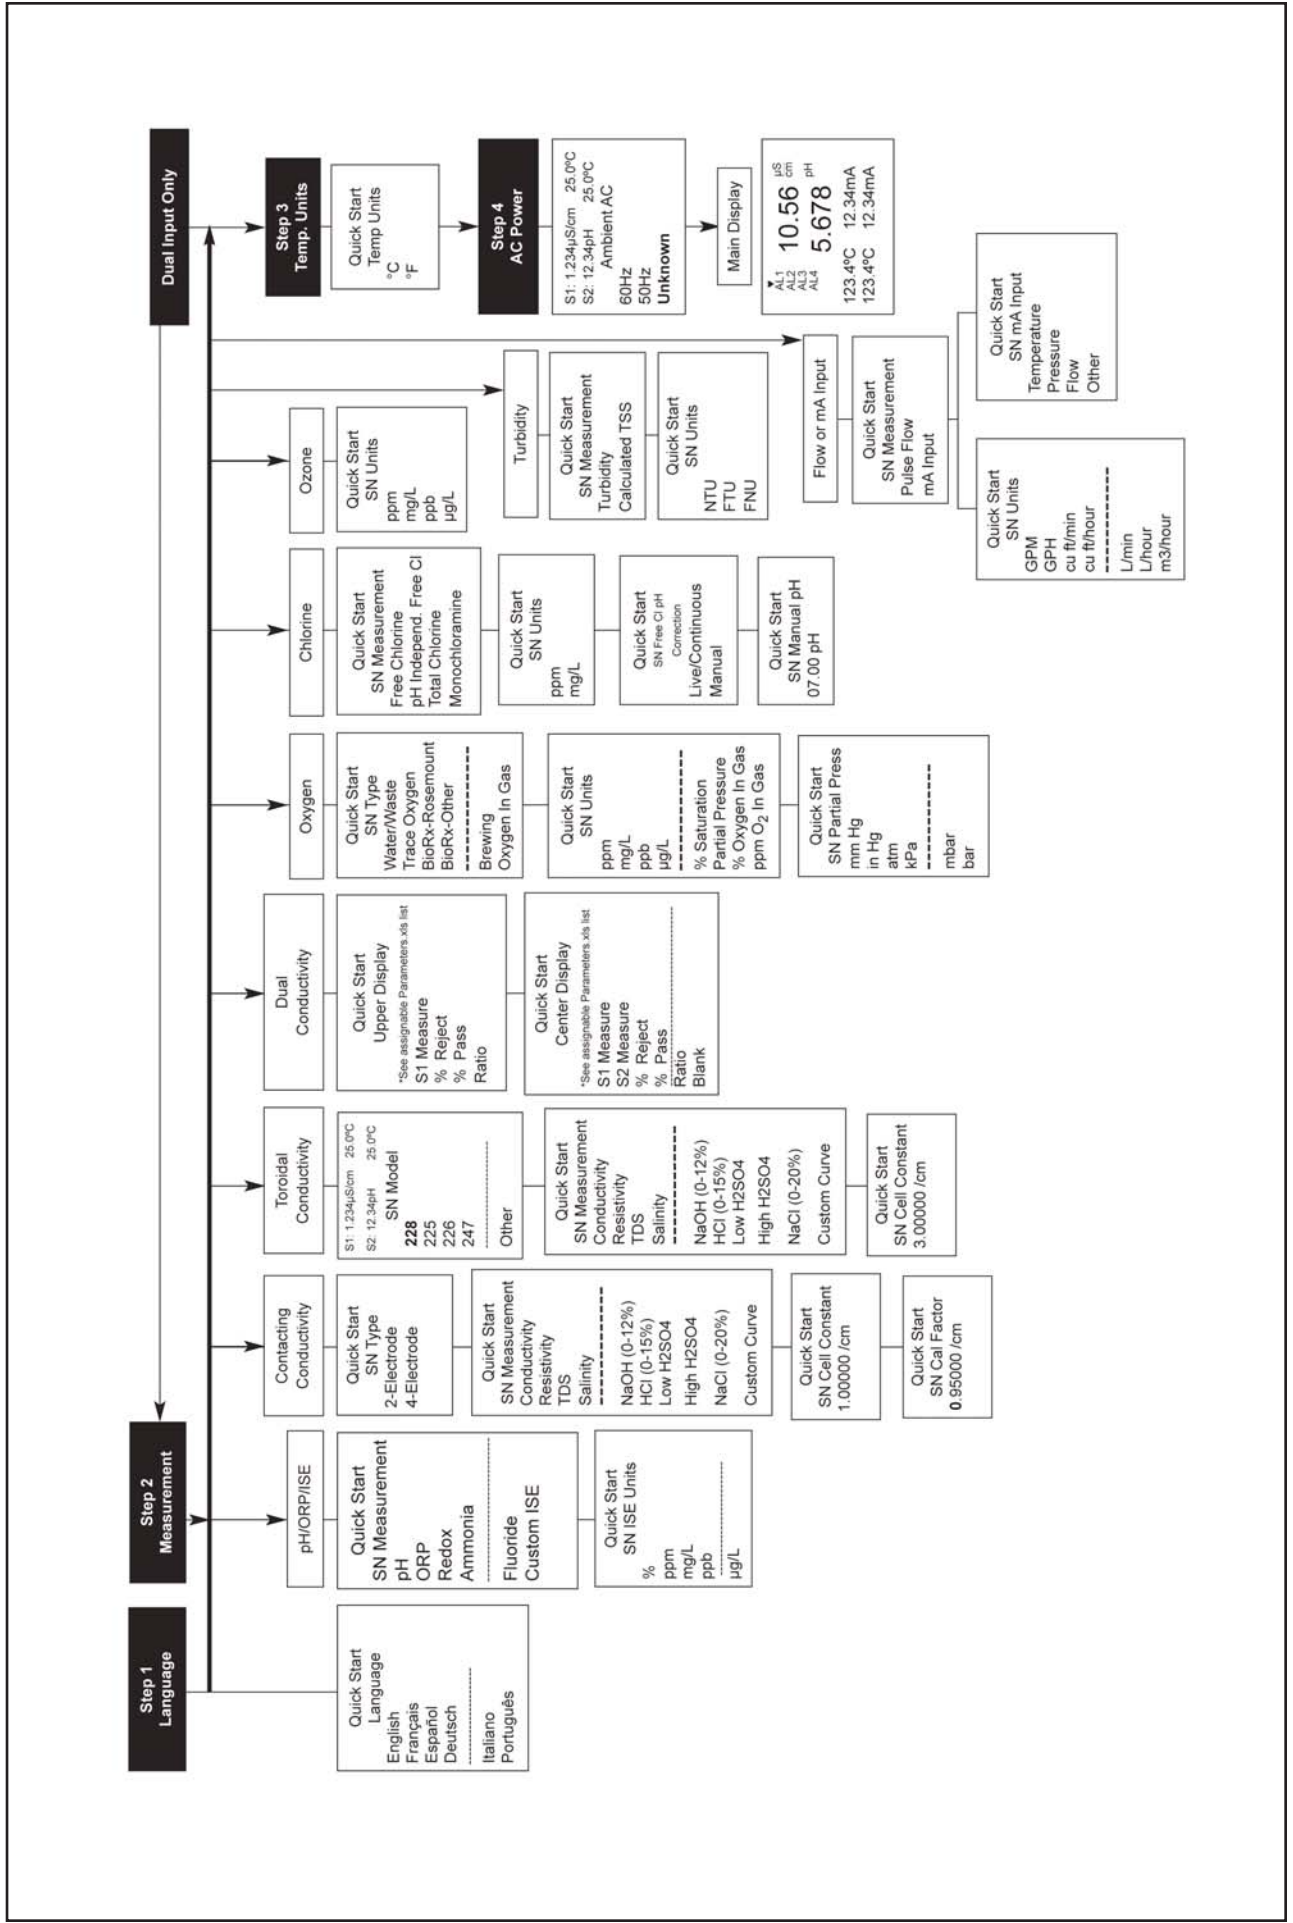 Step 1
Language
Quick Start
Language
English
Français
Español
Deutsch
Italiano
Português
Step 2
Measurement
pH/ORP/ISE
Quick Start
SN Measurement
pH
ORP
Redox
Ammonia
Fluoride
Custom ISE
Quick Start
SN ISE Units
%
ppm
mg/L
ppb
µg/L
Contacting
Conductivity
Quick Start
SN Type
2-Electrode
4-Electrode
Quick Start
SN Measurement
Conductivity
Resistivity
TDS
Salinity
NaOH (0-12%)
HCl (0-15%)
Low H2SO4
High H2SO4
NaCl (0-20%)
Custom Curve
Quick Start
SN Cell Constant
1.00000 /cm
Quick Start
SN Cal Factor
0.95000 /cm
Toroidal
Conductivity
S1: 1.234µS/cm 25.0ºC
S2: 12.34pH 25.0ºC
SN Model
228
225
226
247
Other
Quick Start
SN Measurement
Conductivity
Resistivity
TDS
Salinity
NaOH (0-12%)
HCl (0-15%)
Low H2SO4
High H2SO4
NaCl (0-20%)
Custom Curve
Quick Start
SN Cell Constant
3.00000 /cm
Dual
Conductivity
Quick Start
Upper Display
*See assignable Parameters.xls list
S1 Measure
% Reject
% Pass
Ratio
Quick Start
Center Display
*See assignable Parameters.xls list
S1 Measure
S2 Measure
% Reject
% Pass
Ratio
Blank
Oxygen
Quick Start
SN Type
Water/Waste
Trace Oxygen
BioRx-Rosemount
BioRx-Other
Brewing
Oxygen In Gas
Quick Start
SN Units
ppm
mg/L
ppb
µg/L
% Saturation
Partial Pressure
% Oxygen In Gas
ppm O2 In Gas
Quick Start
SN Partial Press
mm Hg
in Hg
atm
kPa
mbar
bar
Chlorine
Quick Start
SN Measurement
Free Chlorine
pH Independ. Free Cl
Total Chlorine
Monochloramine
Quick Start
SN Units
ppm
mg/L
Quick Start
SN Free Cl pH
Correction
Live/Continuous
Manual
Quick Start
SN Manual pH
07.00 pH
Ozone
Quick Start
SN Units
ppm
mg/L
ppb
µg/L
Turbidity
Quick Start
SN Measurement
Turbidity
Calculated TSS
Quick Start
SN Units
NTU
FTU
FNU
Flow or mA Input
Quick Start
SN Measurement
Pulse Flow
mA Input
Quick Start
SN Units
GPM
GPH
cu ft/min
cu ft/hour
L/min
L/hour
m3/hour
Quick Start
SN mA Input
Temperature
Pressure
Flow
Other
Dual Input Only
Step 3
Temp. Units
Quick Start
Temp Units
°C
°F
Step 4
AC Power
S1: 1.234µS/cm 25.0ºC
S2: 12.34pH 25.0ºC
Ambient AC
60Hz
50Hz
Unknown
Main Display
AL1
AL2
AL3
AL4
10.56 µS cm
5.678 pH
123.4ºC 12.34mA
123.4ºC 12.34mA